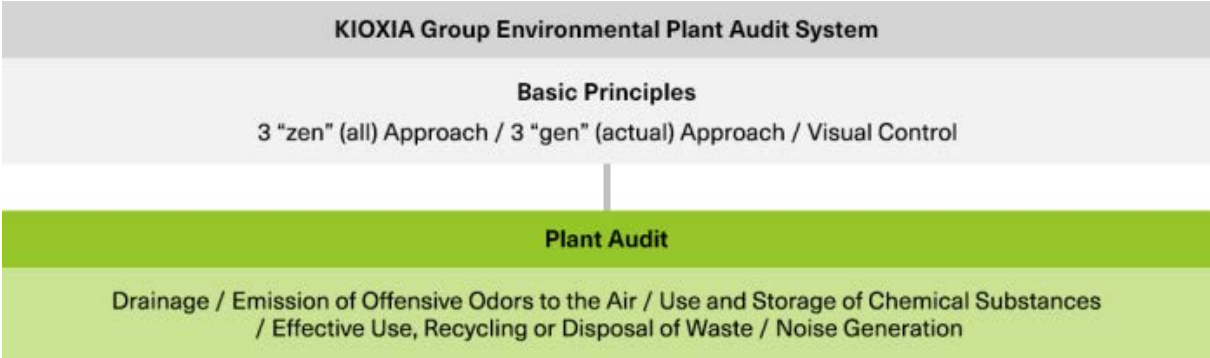 KIOXIA Group Environmental Plant Audit System
Basic Principles
3 “zen” (all) Approach / 3 “gen” (actual) Approach / Visual Control
Plant Audit
Drainage / Emission of Offensive Odors to the Air / Use and Storage of Chemical Substances
/ Effective Use, Recycling or Disposal of Waste / Noise Generation